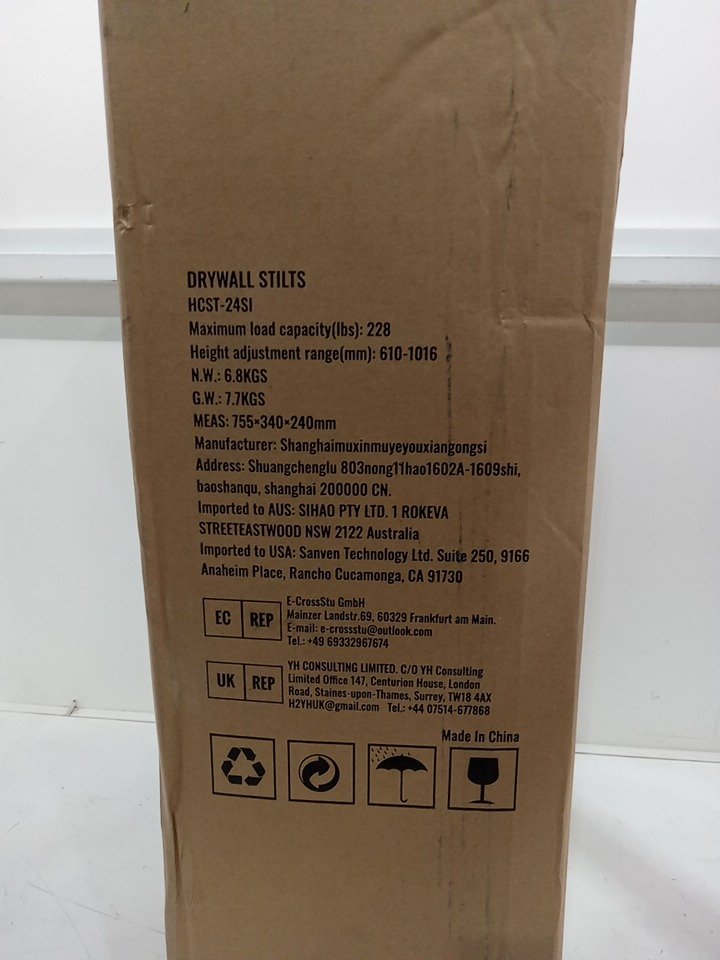 DRYWALL STILTS
HCST-24SI
Maximum load capacity(lbs): 228
Height adjustment range(mm): 610-1016
N.W.: 6.8KGS
G.W.: 7.7KGS
MEAS: 755×340×240mm
Manufacturer: Shanghaimuxinmuyeyouxiangongsi
Address: Shuangchenglu 803nong11hao1602A-1609shi,
baoshanqu, shanghai 200000 CN.
Imported to AUS: SIHAO PTY LTD. 1 ROKEVA
STREETEASTWOOD NSW 2122 Australia
Imported to USA: Sanven Technology Ltd. Suite 250, 9166
Anaheim Place, Rancho Cucamonga, CA 91730
EC REP
E-CrossStu GmbH
Mainzer Landstr.69, 60329 Frankfurt am Main.
E-mail: e-crossstu@outlook.com
Tel.: +49 69332967674
UK REP
YH CONSULTING LIMITED. C/O YH Consulting
Limited Office 147, Centurion House, London
Road, Staines-upon-Thames, Surrey, TW18 4AX
H2YHUK@gmail.com Tel.: +44 07514-677868
Made In China